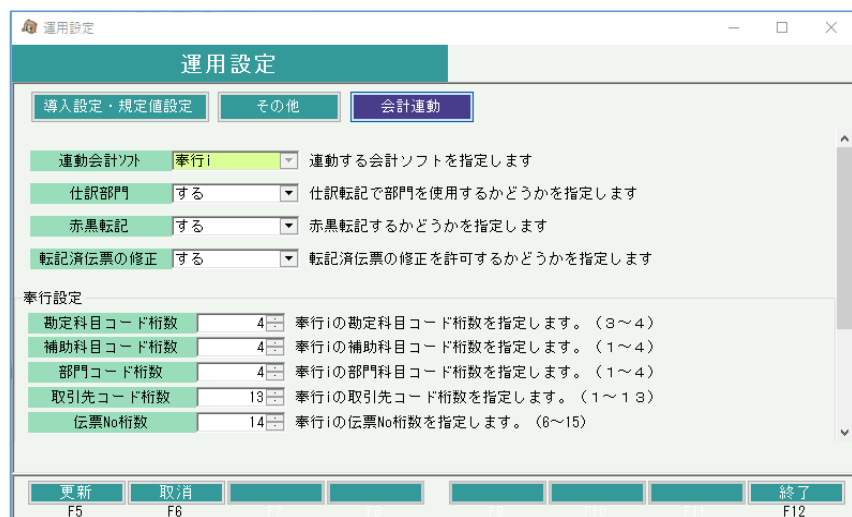 運用設定
運用設定
導入設定・規定値設定 その他 会計連動
連動会計ｿﾌﾄ 奉行i 連動する会計ソフトを指定します
仕訳部門 する 仕訳転記で部門を使用するかどうかを指定します
赤黒転記 する 赤黒転記するかどうかを指定します
転記済伝票の修正 する 転記済伝票の修正を許可するかどうかを指定します
奉行設定
勘定科目コード桁数 4 奉行iの勘定科目コード桁数を指定します。（３～４）
補助科目コード桁数 4 奉行iの補助科目コード桁数を指定します。（１～４）
部門コード桁数 4 奉行iの部門科目コード桁数を指定します。（１～４）
取引先コード桁数 13 奉行iの取引先コード桁数を指定します。（１～１３）
伝票No桁数 14 奉行iの伝票No桁数を指定します。（6～15）
更新 取消 終了
F5 F6 F7 F8 F9 F10 F11 F12